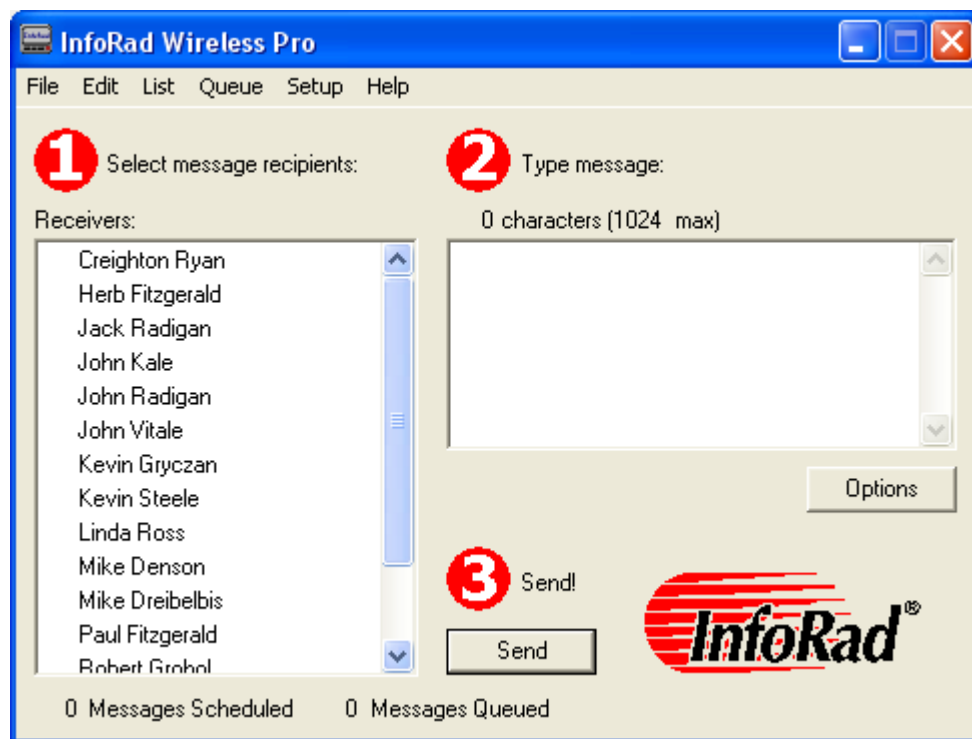 InfoRad Wireless Pro
File Edit List Queue Setup Help
1 Select message recipients:
2 Type message:
Receivers:
0 characters (1024 max)
Creighton Ryan
Herb Fitzgerald
Jack Radigan
John Kale
John Radigan
John Vitale
Kevin Gryczan
Kevin Steele
Linda Ross
Mike Denson
Mike Dreibelbis
Paul Fitzgerald
Robert Grohol
Options
3 Send!
Send
InfoRad®
0 Messages Scheduled 0 Messages Queued